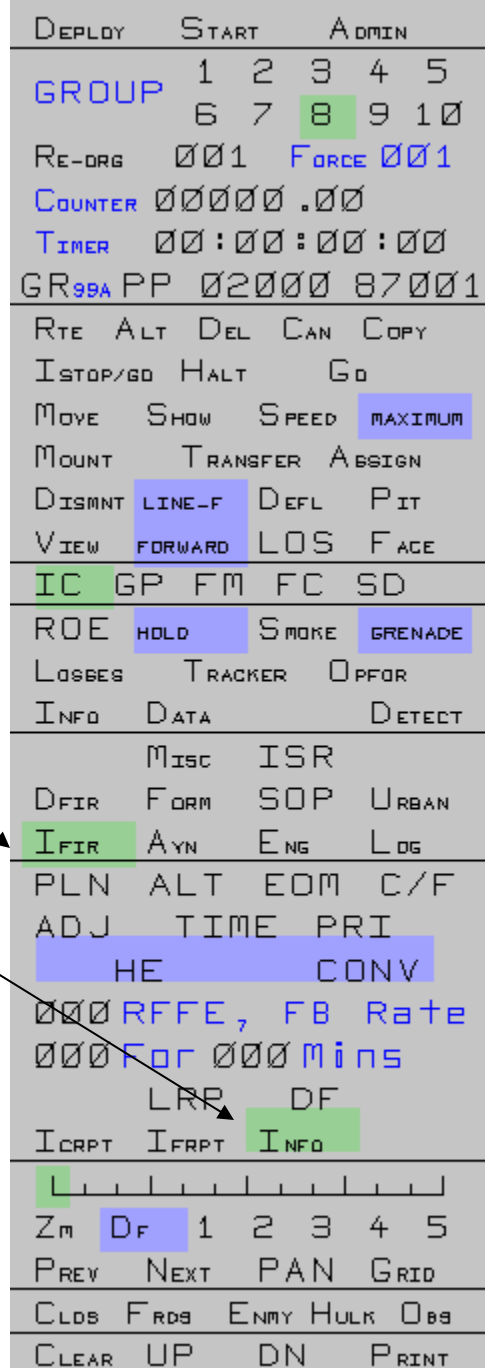 DEPLOY START ADMIN
GROUP 1 2 3 4 5
6 7 8 9 10
RE-ORG 001 FORCE 001
COUNTER 00000.00
TIMER 00:00:00:00
GR99A PP 02000 87001
RTE ALT DEL CAN COPY
ISTOP/GO HALT GO
MOVE SHOW SPEED MAXIMUM
MOUNT TRANSFER ASSIGN
DISMNT LINE-F DEFL PIT
VIEW FORWARD LOS FACE
IC GP FM FC SD
ROE HOLD SMOKE GRENADE
LOSSES TRACKER OPFOR
INFO DATA DETECT
MISC ISR
DFIR FORM SOP URBAN
IFIR AYN ENG LOG
PLN ALT EOM C/F
ADJ TIME PRI
HE CONV
000 RFFE, FB Rate
000 For 000 Mins
LRP DF
ICRPT IFRPT INFO
ZM DF 1 2 3 4 5
PREV NEXT PAN GRID
CLDS FRDS ENMY HULK OBS
CLEAR UP DN PRINT